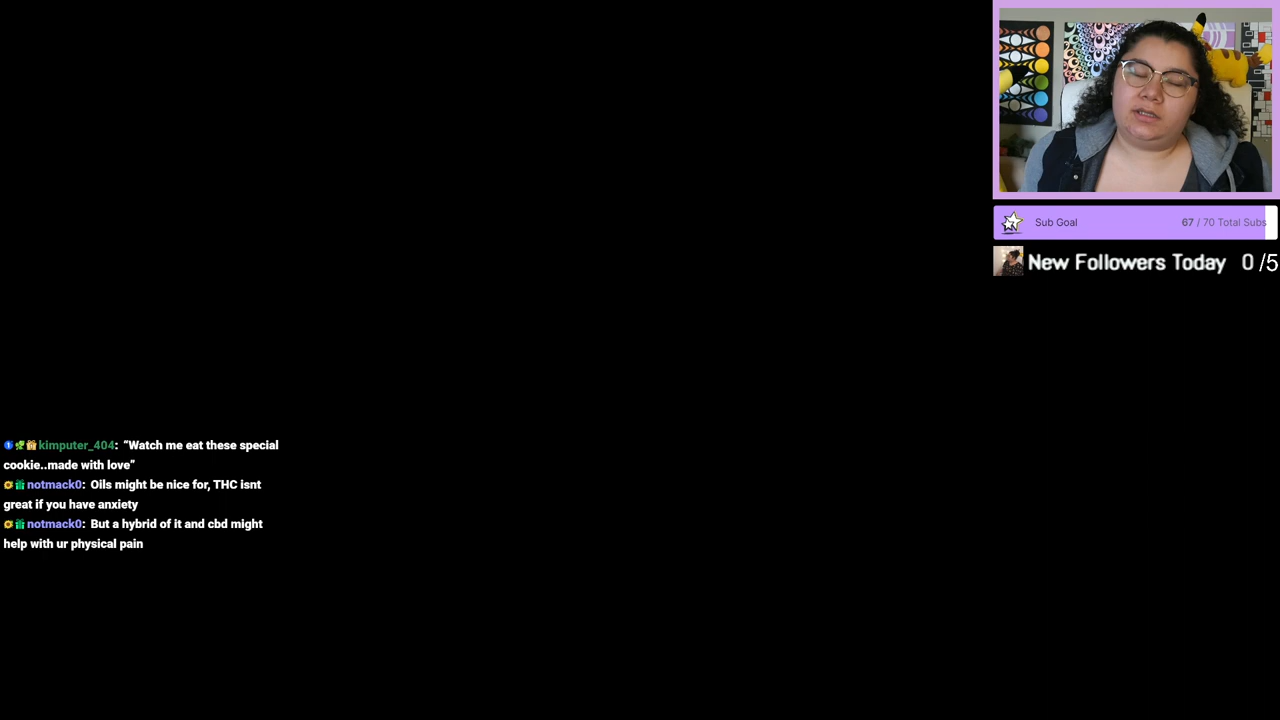 Sub Goal 67 / 70 Total Subs
New Followers Today 0 /5
kimputer_404: "Watch me eat these special
cookie..made with love"
notmack0: Oils might be nice for, THC isnt
great if you have anxiety
notmack0: But a hybrid of it and cbd might
help with ur physical pain